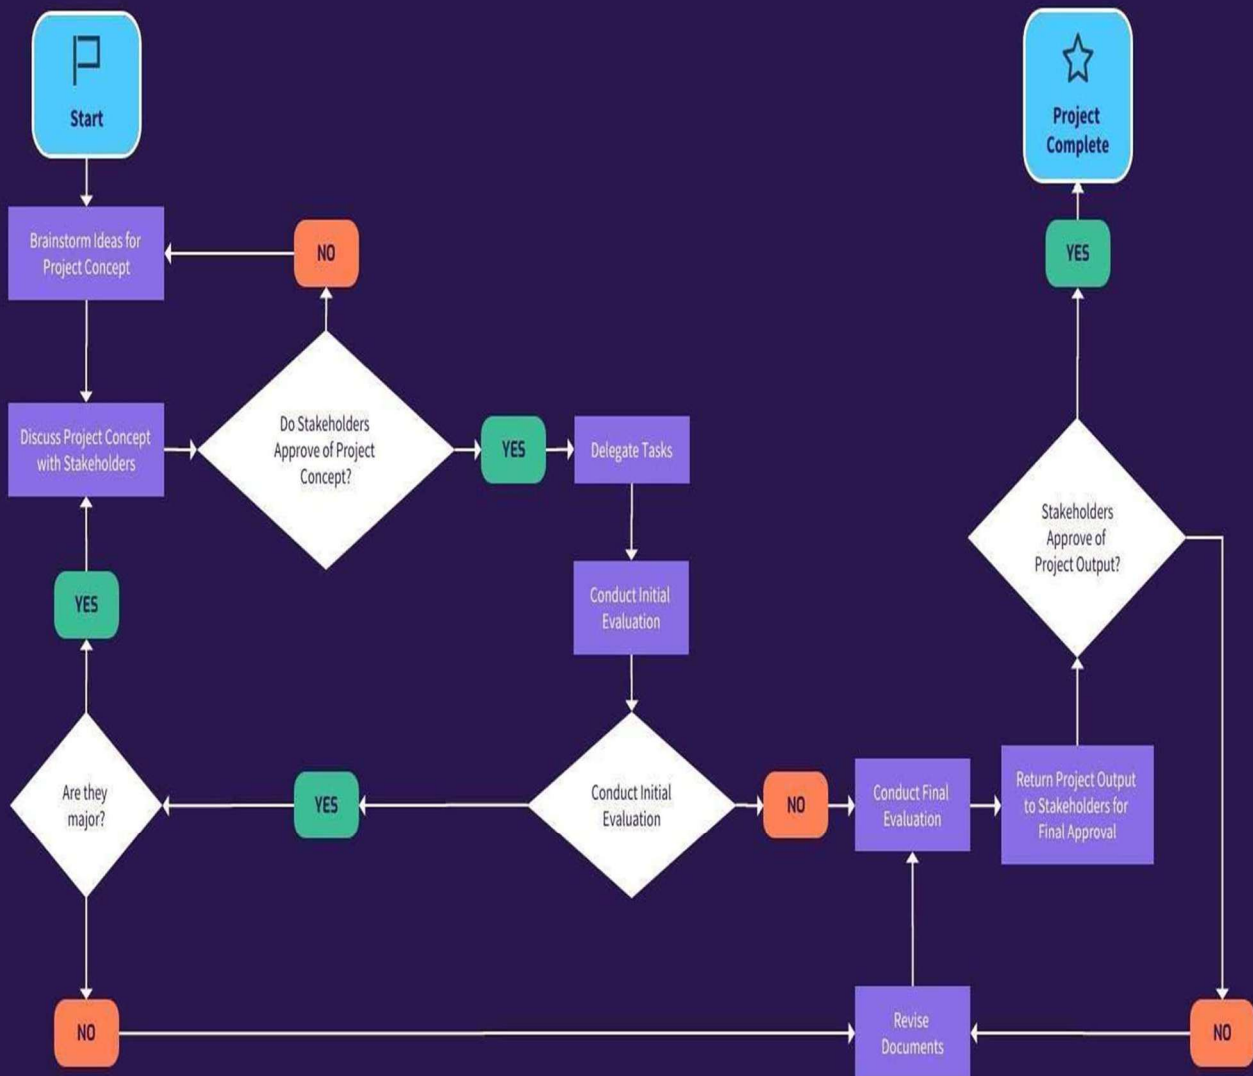 Start
Project
Complete
Brainstorm Ideas for
Project Concept
NO
YES
Discuss Project Concept
with Stakeholders
Do Stakeholders
Approve of Project
Concept?
YES
Delegate Tasks
Stakeholders
Approve of
Project Output?
YES
Conduct Initial
Evaluation
Are they
major?
YES
Conduct Initial
Evaluation
NO
Conduct Final
Evaluation
Return Project Output
to Stakeholders for
Final Approval
NO
Revise
Documents
NO